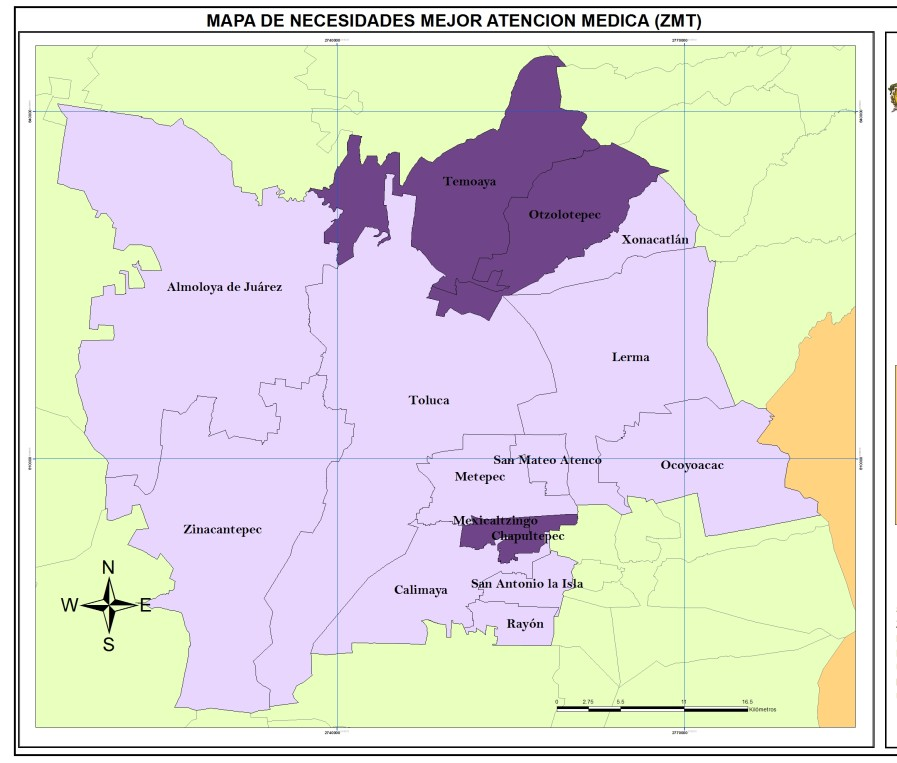 MAPA DE NECESIDADES MEJOR ATENCION MEDICA (ZMT)
Temoaya
Otzolotepec
Xonacatlán
Almoloya de Juárez
Lerma
Toluca
San Mateo Atenco
Ocoyoacac
Metepec
Mexicaltzingo
Zinacantepec
Chapultepec
N
San Antonio la Isla
Calimaya
W E
Rayón
S
0 2.75 5.5 11 16.5
Kilómetros